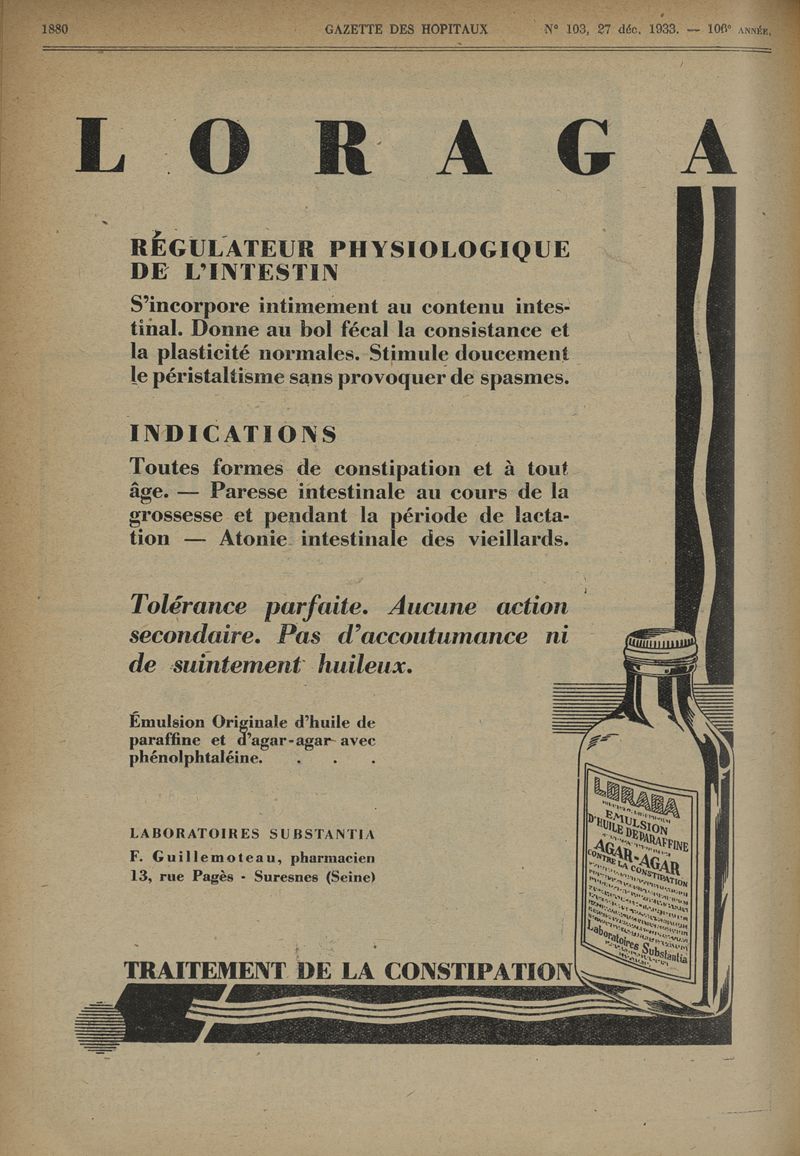 1880 GAZETTE DES HOPITAUX N° 103, 27 déc. 1933. — 106e ANNÉE.
LORAGA
RÉGULATEUR PHYSIOLOGIQUE
DE L'INTESTIN
S'incorpore intimement au contenu intes-
tinal. Donne au bol fécal la consistance et
la plasticité normales. Stimule doucement
le péristaltisme sans provoquer de spasmes.
INDICATIONS
Toutes formes de constipation et à tout
âge. — Paresse intestinale au cours de la
grossesse et pendant la période de lacta-
tion — Atonie intestinale des vieillards.
Tolérance parfaite. Aucune action
secondaire. Pas d'accoutumance ni
de suintement huileux.
Émulsion Originale d'huile de
paraffine et d'agar-agar avec
phénolphtaléine. . . .
LABORATOIRES SUBSTANTIA
F. Guillemoteau, pharmacien
13, rue Pagès - Suresnes (Seine)
LORAGA
EMULSION
D'HUILE DE PARAFFINE
AGAR-AGAR
CONTRE LA CONSTIPATION
Laboratoires Substantia
TRAITEMENT DE LA CONSTIPATION